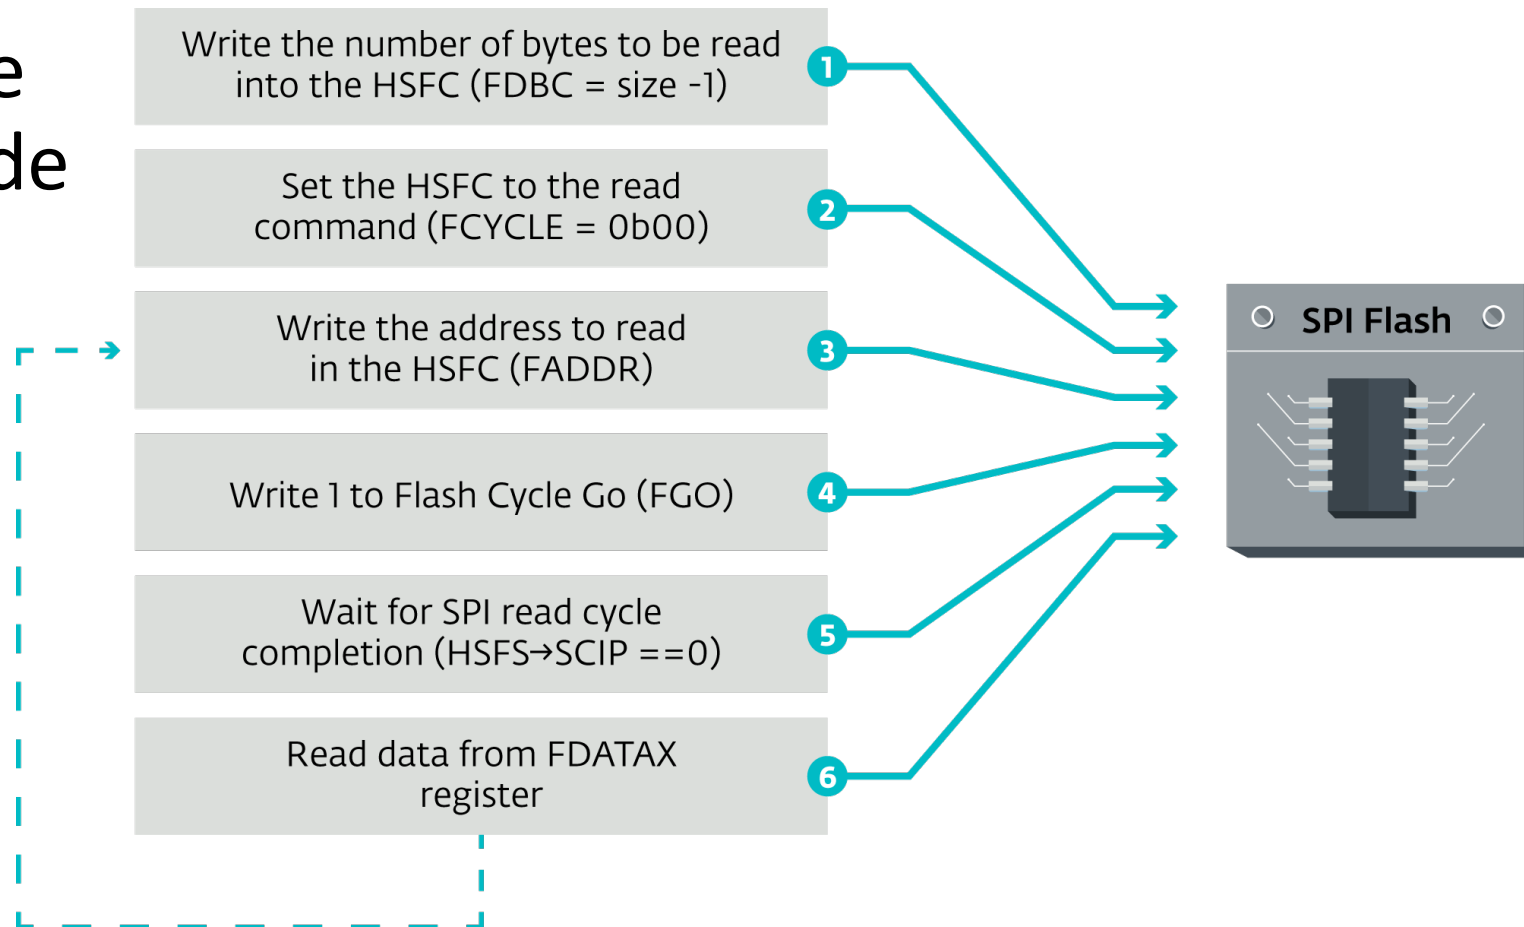 e
de
Write the number of bytes to be read
into the HSFC (FDBC = size -1)
1
Set the HSFC to the read
command (FCYCLE = 0b00)
2
Write the address to read
in the HSFC (FADDR)
3
Write 1 to Flash Cycle Go (FGO)
4
Wait for SPI read cycle
completion (HSFS→SCIP ==0)
5
Read data from FDATAX
register
6
SPI Flash